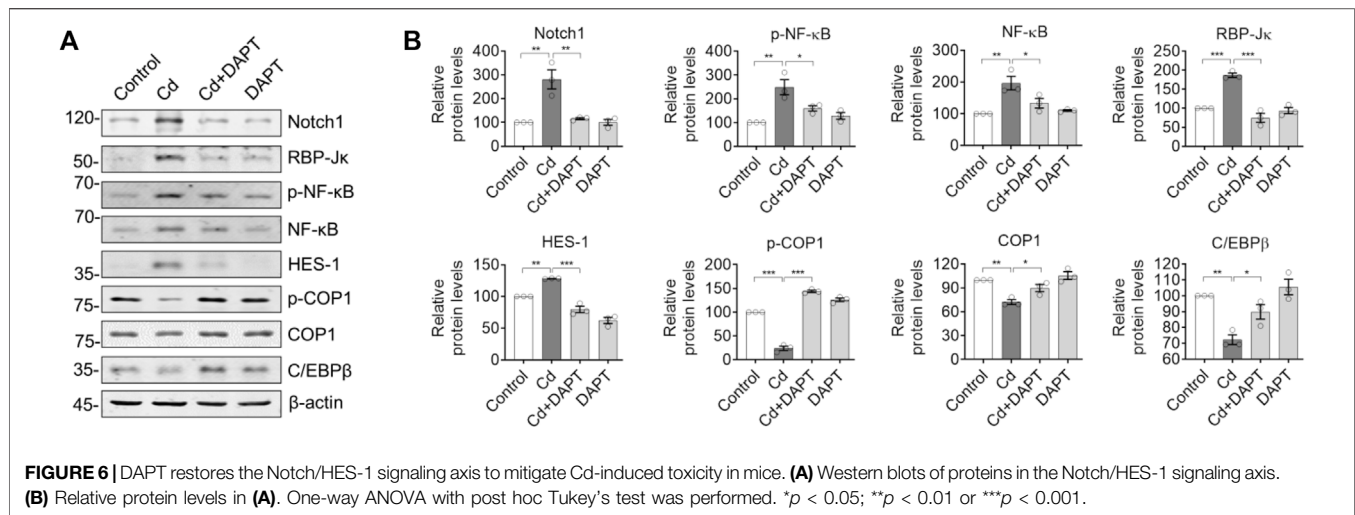 A
Control
Cd
Cd+DAPT
DAPT
120-
Notch1
50-
RBP-Jκ
70-
p-NF-κB
70-
NF-κB
35-
HES-1
75-
p-COP1
75-
COP1
35-
C/EBPβ
45-
β-actin
B
Notch1
Relative
protein levels
400
300
200
100
0
** **
Control
Cd
Cd+DAPT
DAPT
p-NF-κB
Relative
protein levels
400
300
200
100
0
** *
Control
Cd
Cd+DAPT
DAPT
NF-κB
Relative
protein levels
300
200
100
0
** *
Control
Cd
Cd+DAPT
DAPT
RBP-Jκ
Relative
protein levels
250
200
150
100
50
0
*** ***
Control
Cd
Cd+DAPT
DAPT
HES-1
Relative
protein levels
150
100
50
0
** ***
Control
Cd
Cd+DAPT
DAPT
p-COP1
Relative
protein levels
200
150
100
50
0
*** ***
Control
Cd
Cd+DAPT
DAPT
COP1
Relative
protein levels
120
90
60
30
0
** *
Control
Cd
Cd+DAPT
DAPT
C/EBPβ
Relative
protein levels
120
110
100
90
80
70
60
** *
Control
Cd
Cd+DAPT
DAPT
FIGURE 6 | DAPT restores the Notch/HES-1 signaling axis to mitigate Cd-induced toxicity in mice. (A) Western blots of proteins in the Notch/HES-1 signaling axis.
(B) Relative protein levels in (A). One-way ANOVA with post hoc Tukey's test was performed. *p < 0.05; **p < 0.01 or ***p < 0.001.